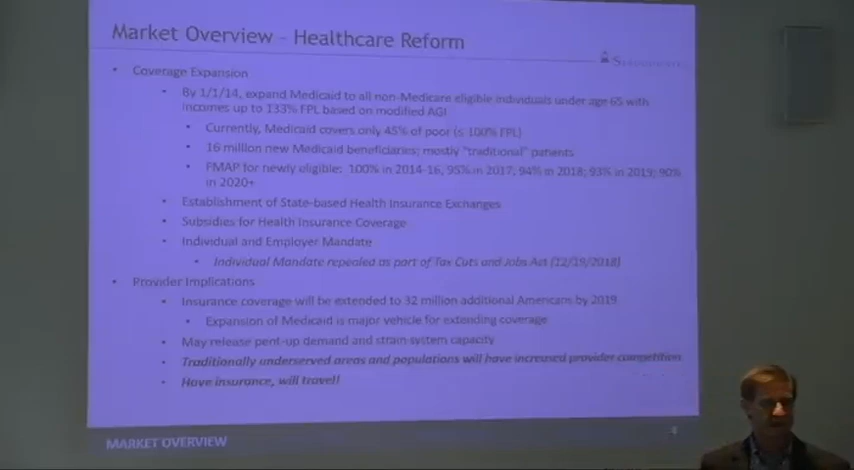 Market Overview - Healthcare Reform
• Coverage Expansion
• By 1/1/14, expand Medicaid to all non-Medicare eligible individuals under age 65 with
incomes up to 133% FPL based on modified AGI
• Currently, Medicaid covers only 45% of poor (≤ 100% FPL)
• 16 million new Medicaid beneficiaries; mostly "traditional" patients
• FMAP for newly eligible: 100% in 2014-16, 95% in 2017; 94% in 2018; 93% in 2019; 90%
in 2020+
• Establishment of State-based Health Insurance Exchanges
• Subsidies for Health Insurance Coverage
• Individual and Employer Mandate
• Individual Mandate repealed as part of Tax Cuts and Jobs Act (12/19/2018)
• Provider Implications
• Insurance coverage will be extended to 32 million additional Americans by 2019
• Expansion of Medicaid is major vehicle for extending coverage
• May release pent-up demand and strain system capacity
• Traditionally underserved areas and populations will have increased provider competition
• Have insurance, will travel!
MARKET OVERVIEW